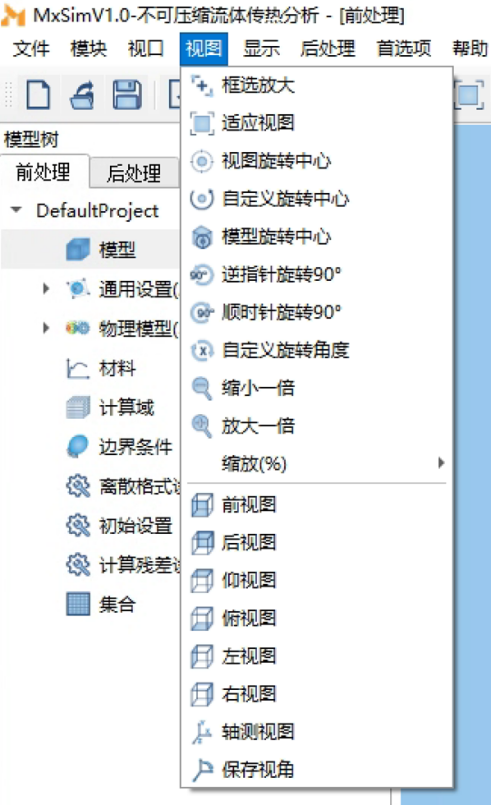 MxSimV1.0-不可压缩流体传热分析 - [前处理]
文件 模块 视口 视图 显示 后处理 首选项 帮助
模型树
前处理 后处理
DefaultProject
模型
通用设置(
物理模型(
材料
计算域
边界条件
离散格式
初始设置
计算残差
集合
框选放大
适应视图
视图旋转中心
自定义旋转中心
模型旋转中心
逆指针旋转90°
顺时针旋转90°
自定义旋转角度
缩小一倍
放大一倍
缩放(%)
前视图
后视图
仰视图
俯视图
左视图
右视图
轴测视图
保存视角